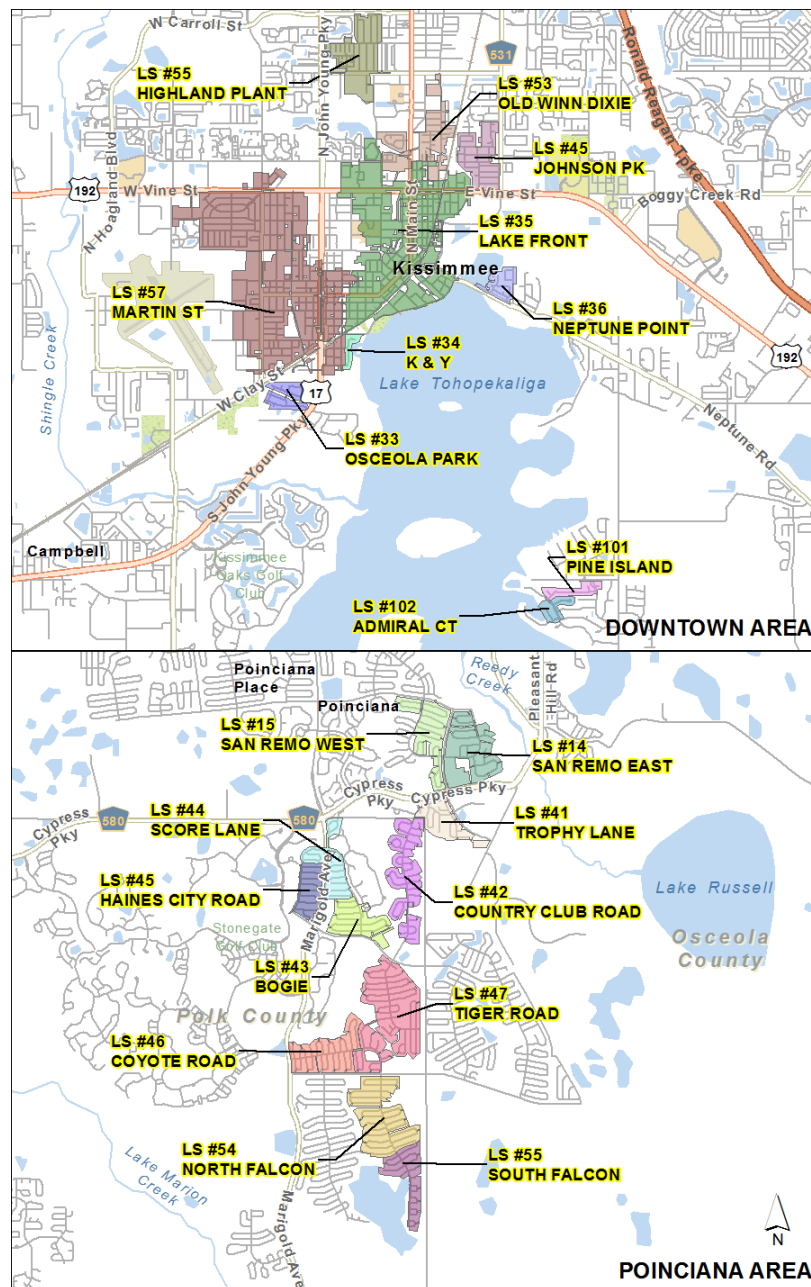 W Carroll St
531
LS #55
HIGHLAND PLANT
N John Young Pky
LS #53
OLD WINN DIXIE
Ronald Reagan Tpke
LS #45
JOHNSON PK
N Hoagland Blvd
192
W Vine St
E Vine St
Boggy Creek Rd
N Main St
LS #35
LAKE FRONT
Kissimmee
LS #57
MARTIN ST
LS #36
NEPTUNE POINT
LS #34
K & Y
Shingle Creek
Lake Tohopekaliga
192
W Clay St
17
LS #33
OSCEOLA PARK
Neptune Rd
S John Young Pky
Campbell
Kissimmee
Oaks Golf
Club
LS #101
PINE ISLAND
LS #102
ADMIRAL CT
DOWNTOWN AREA
Poinciana
Place
Reedy
Creek
Pleasant
Hill Rd
Poinciana
LS #15
SAN REMO WEST
LS #14
SAN REMO EAST
Cypress
Pky
Cypress Pky
LS #44
SCORE LANE
LS #41
TROPHY LANE
Cypress
Pky
580
580
Marigold Ave
LS #45
HAINES CITY ROAD
LS #42
COUNTRY CLUB ROAD
Lake Russell
Stonegate
Golf Club
Osceola
County
LS #43
BOGIE
LS #47
TIGER ROAD
Polk County
LS #46
COYOTE ROAD
LS #54
NORTH FALCON
LS #55
SOUTH FALCON
Lake Marion
Creek
Marigold Ave
N
POINCIANA AREA